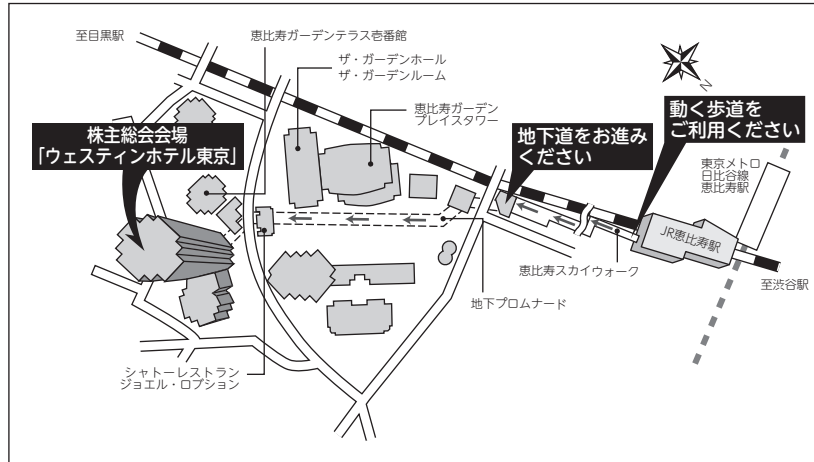 至目黒駅
恵比寿ガーデンテラス壱番館
ザ・ガーデンホール
ザ・ガーデンルーム
恵比寿ガーデン
プレイスタワー
N
株主総会会場
「ウェスティンホテル東京」
地下道をお進み
ください
動く歩道を
ご利用ください
東京メトロ
日比谷線
恵比寿駅
JR恵比寿駅
恵比寿スカイウォーク
至渋谷駅
地下プロムナード
シャトーレストラン
ジョエル・ロブション